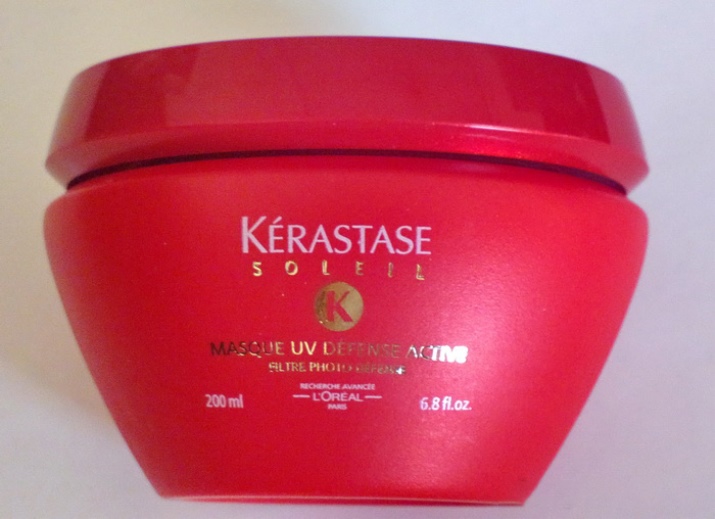 KÉRASTASE
SOLEIL
K
MASQUE UV DÉFENSE ACTIVE
FILTRE PHOTO-DÉFENSE
RECHERCHE AVANCÉE
200 ml — L'ORÉAL — 6.8 fl.oz.
PARIS